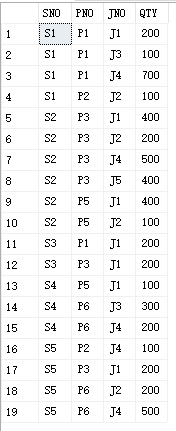 SNO PNO JNO QTY
1 S1 P1 J1 200
2 S1 P1 J3 100
3 S1 P1 J4 700
4 S1 P2 J2 100
5 S2 P3 J1 400
6 S2 P3 J2 200
7 S2 P3 J4 500
8 S2 P3 J5 400
9 S2 P5 J1 400
10 S2 P5 J2 100
11 S3 P1 J1 200
12 S3 P3 J1 200
13 S4 P5 J1 100
14 S4 P6 J3 300
15 S4 P6 J4 200
16 S5 P2 J4 100
17 S5 P3 J1 200
18 S5 P6 J2 200
19 S5 P6 J4 500